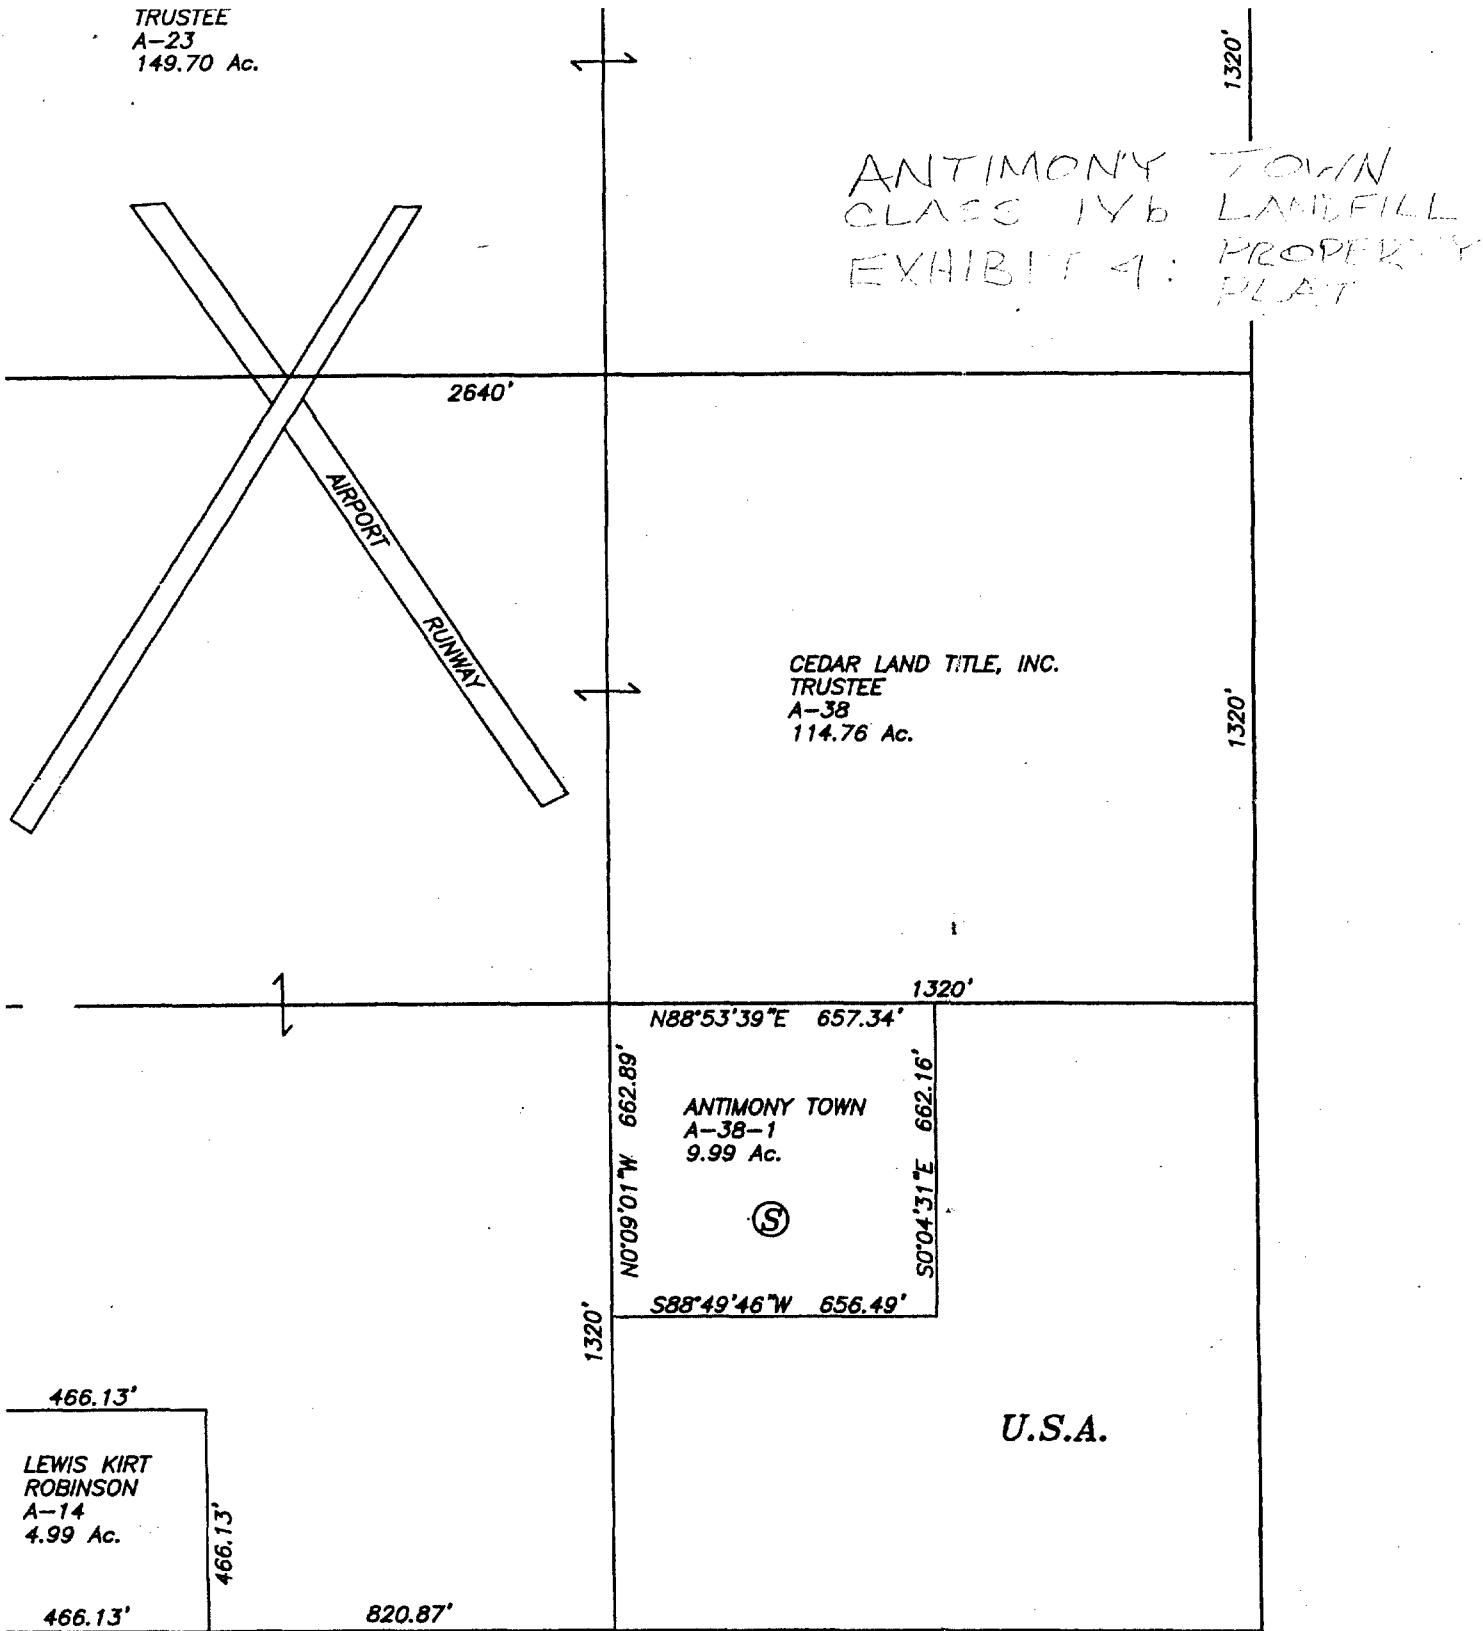 TRUSTEE
A-23
149.70 Ac.
1320'
ANTIMONY TOWN
CLASS IVb LANDFILL
EXHIBIT 4: PROPERTY
PLAT
2640'
AIRPORT
RUNWAY
CEDAR LAND TITLE, INC.
TRUSTEE
A-38
114.76 Ac.
1320'
1320'
N88°53'39"E 657.34'
N0°09'01"W 662.89'
ANTIMONY TOWN
A-38-1
9.99 Ac.
S
S0°04'31"E 662.16'
S88°49'46"W 656.49'
1320'
466.13'
U.S.A.
LEWIS KIRT
ROBINSON
A-14
4.99 Ac.
466.13'
466.13'
820.87'